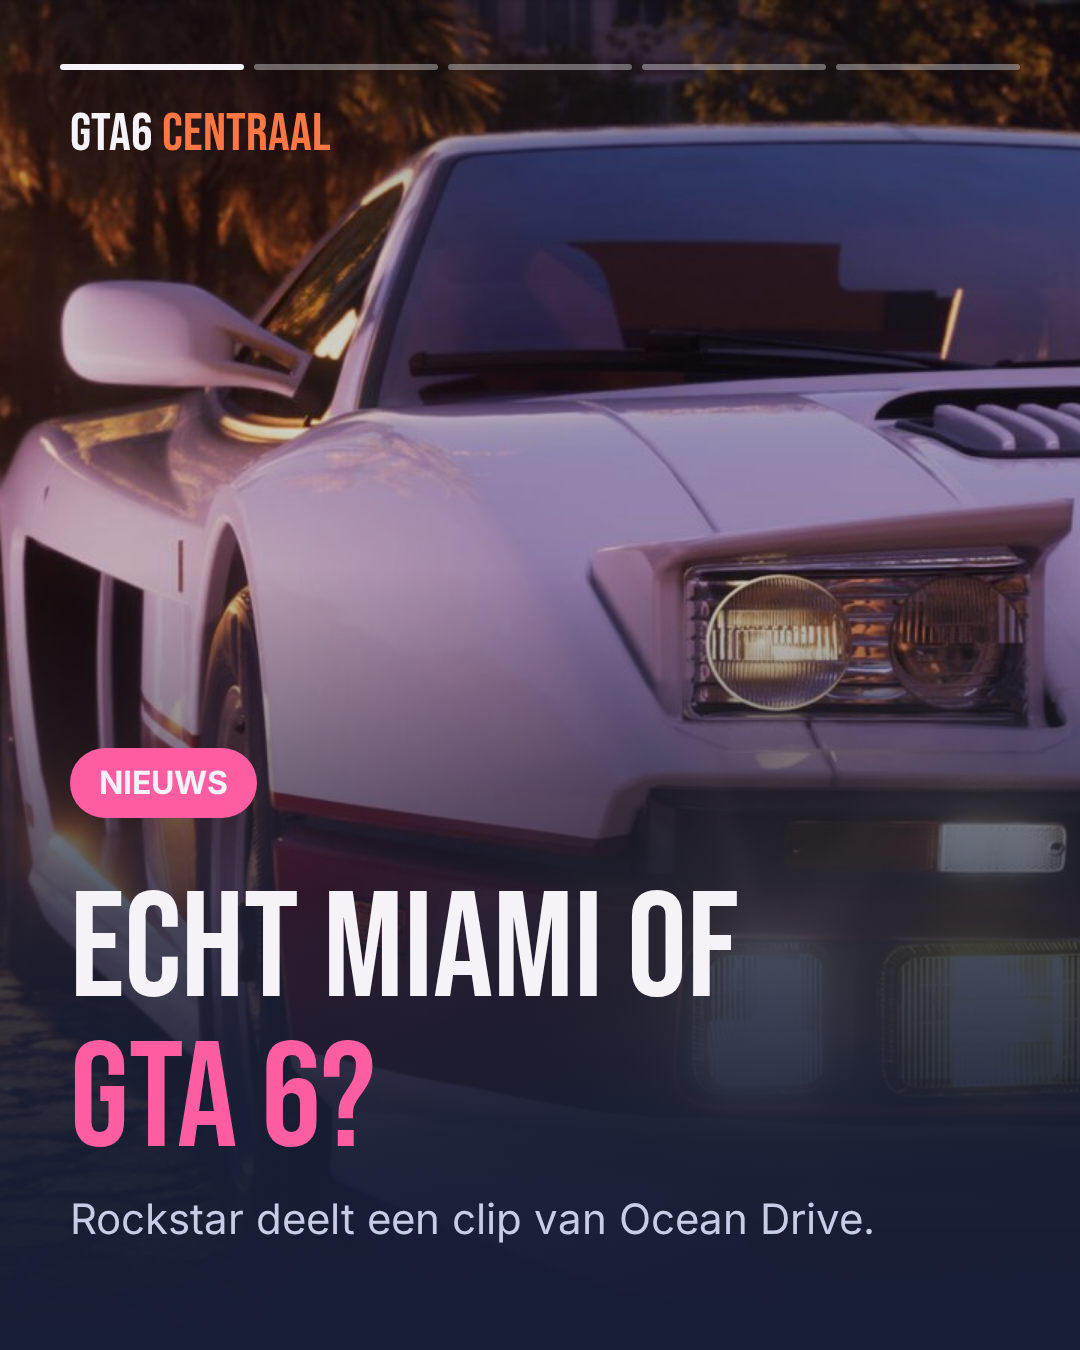 GTA6 CENTRAAL
NIEUWS
ECHT MIAMI OF
GTA 6?
Rockstar deelt een clip van Ocean Drive.